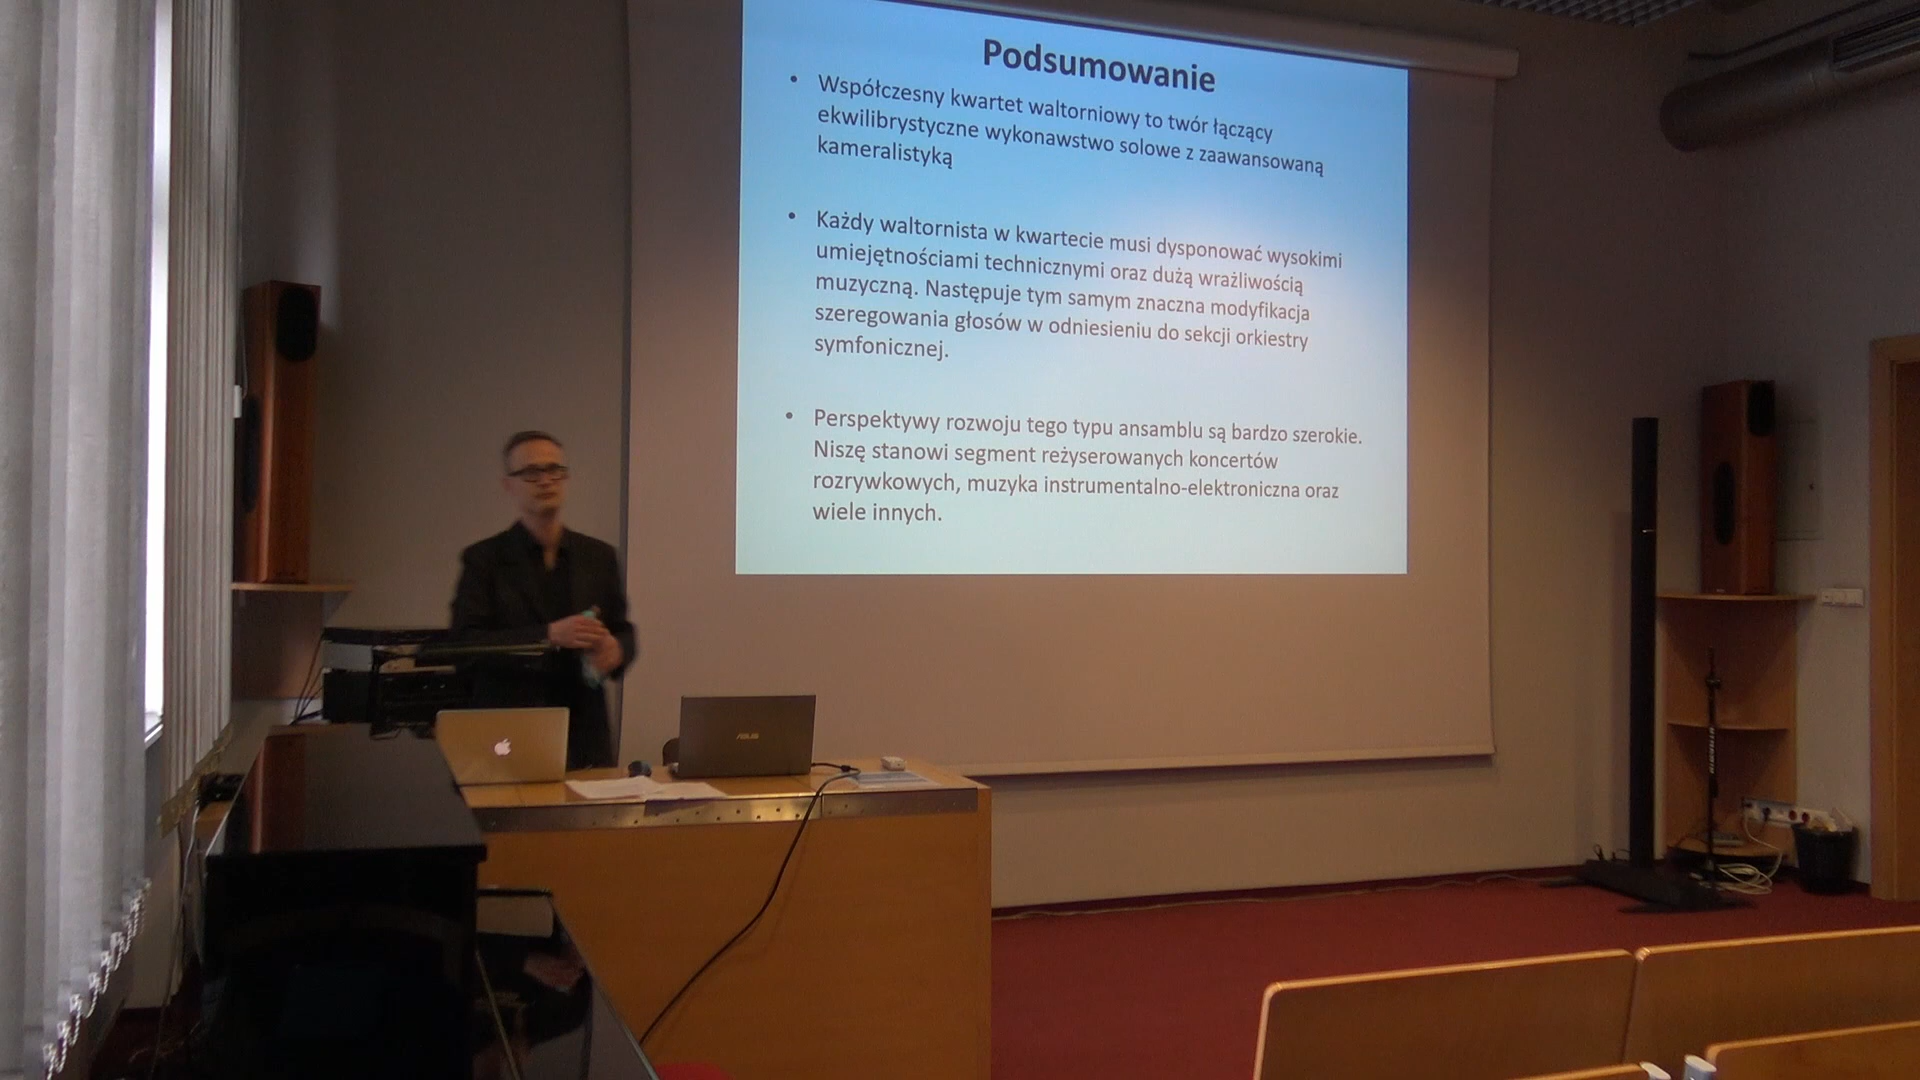 Podsumowanie
• Współczesny kwartet waltorniowy to twór łączący
ekwilibrystyczne wykonawstwo solowe z zaawansowaną
kameralistyką
• Każdy waltornista w kwartecie musi dysponować wysokimi
umiejętnościami technicznymi oraz dużą wrażliwością
muzyczną. Następuje tym samym znaczna modyfikacja
szeregowania głosów w odniesieniu do sekcji orkiestry
symfonicznej.
• Perspektywy rozwoju tego typu ansamblu są bardzo szerokie.
Niszę stanowi segment reżyserowanych koncertów
rozrywkowych, muzyka instrumentalno-elektroniczna oraz
wiele innych.
ASUS